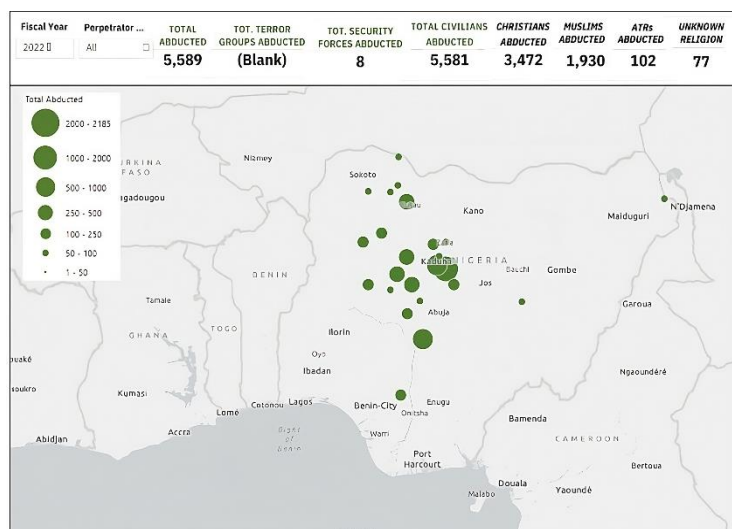 Fiscal Year
2022
Perpetrator ...
All
TOTAL
ABDUCTED
5,589
TOT. TERROR
GROUPS ABDUCTED
(Blank)
TOT. SECURITY
FORCES ABDUCTED
8
TOTAL CIVILIANS
ABDUCTED
5,581
CHRISTIANS
ABDUCTED
3,472
MUSLIMS
ABDUCTED
1,930
ATRs
ABDUCTED
102
UNKNOWN
RELIGION
77
Total Abducted
2000 - 2185
1000 - 2000
500 - 1000
250 - 500
100 - 250
50 - 100
1 - 50
Niamey
Sokoto
Kano
Maiduguri
N'Djamena
Kaduna
NIGERIA
Bauchi
Gombe
Jos
BENIN
Abuja
Garoua
Tamale
TOGO
GHANA
Ilorin
Oyo
Ibadan
Ngaoundéré
Kumasi
Lomé
Cotonou
Lagos
Benin-City
Enugu
Onitsha
Bamenda
Abidjan
Accra
Bight
of
Benin
Warri
CAMEROON
Port
Harcourt
Bertoua
Douala
Malabo
Yaoundé